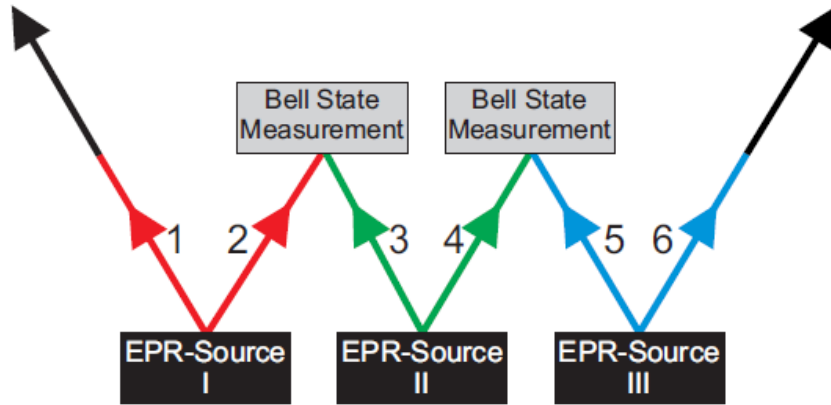 Bell State
Measurement
Bell State
Measurement
1
2
3
4
5
6
EPR-Source
I
EPR-Source
II
EPR-Source
III